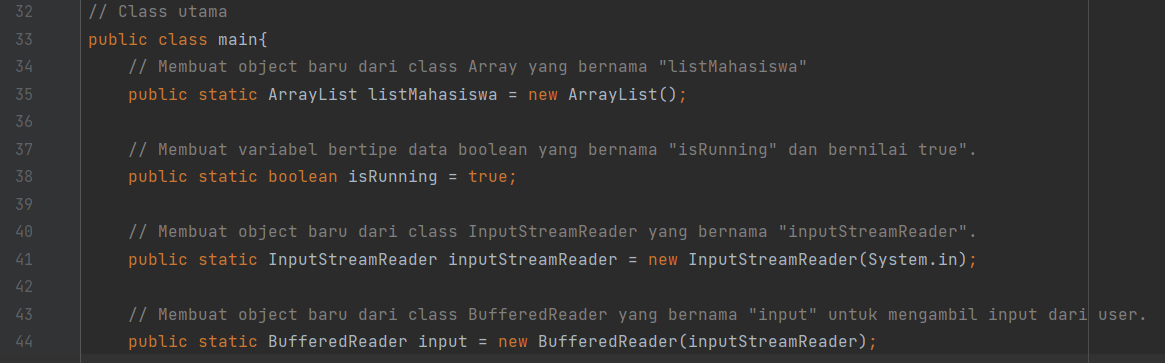 32 // Class utama
33 public class main{
34 // Membuat object baru dari class Array yang bernama "listMahasiswa"
35 public static ArrayList listMahasiswa = new ArrayList();
36
37 // Membuat variabel bertipe data boolean yang bernama "isRunning" dan bernilai true".
38 public static boolean isRunning = true;
39
40 // Membuat object baru dari class InputStreamReader yang bernama "inputStreamReader".
41 public static InputStreamReader inputStreamReader = new InputStreamReader(System.in);
42
43 // Membuat object baru dari class BufferedReader yang bernama "input" untuk mengambil input dari user.
44 public static BufferedReader input = new BufferedReader(inputStreamReader);